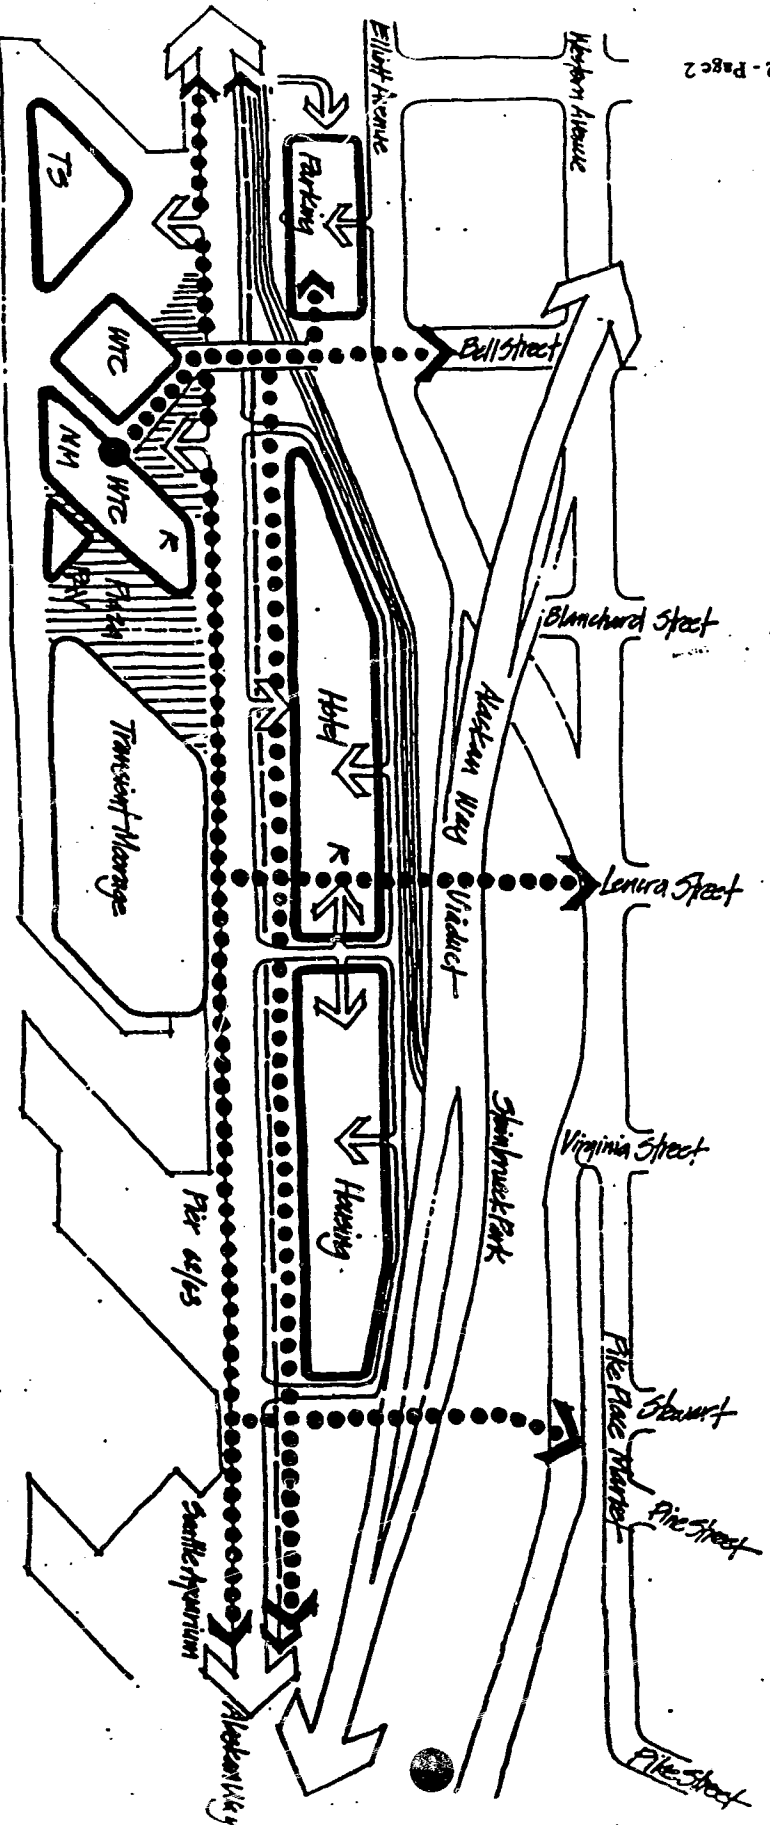 - Page 2
Western Avenue
Elliott Avenue
Parking
T3
Bell Street
WTC
NM
WTC
R
Plaza
Blanchard Street
Alaskan Way
Viaduct
Hotel
R
Transient Moorage
Lenora Street
Steinbrueck Park
Virginia Street
Housing
Pier 62/63
Pike Place Market
Stewart
Pine Street
Seattle Aquarium
Alaskan Way
Pike Street